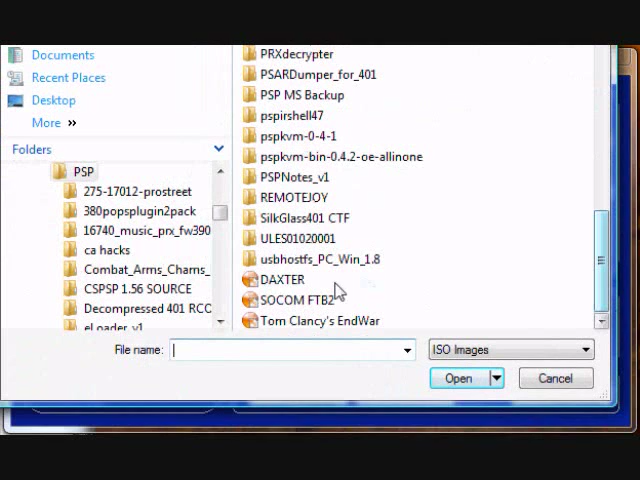 Documents
Recent Places
Desktop
More »
Folders
PSP
275-17012-prostreet
380popsplugin2pack
16740_music_prx_fw390
ca hacks
Combat_Arms_Charns_
CSPSP 1.56 SOURCE
Decompressed 401 RCO
eLoader_v1
PRXdecrypter
PSARDumper_for_401
PSP MS Backup
pspirshell47
pspkvm-0-4-1
pspkvm-bin-0.4.2-oe-allinone
PSPNotes_v1
REMOTEJOY
SilkGlass401 CTF
ULES01020001
usbhostfs_PC_Win_1.8
DAXTER
SOCOM FTB2
Tom Clancy's EndWar
File name:
ISO Images
Open
Cancel